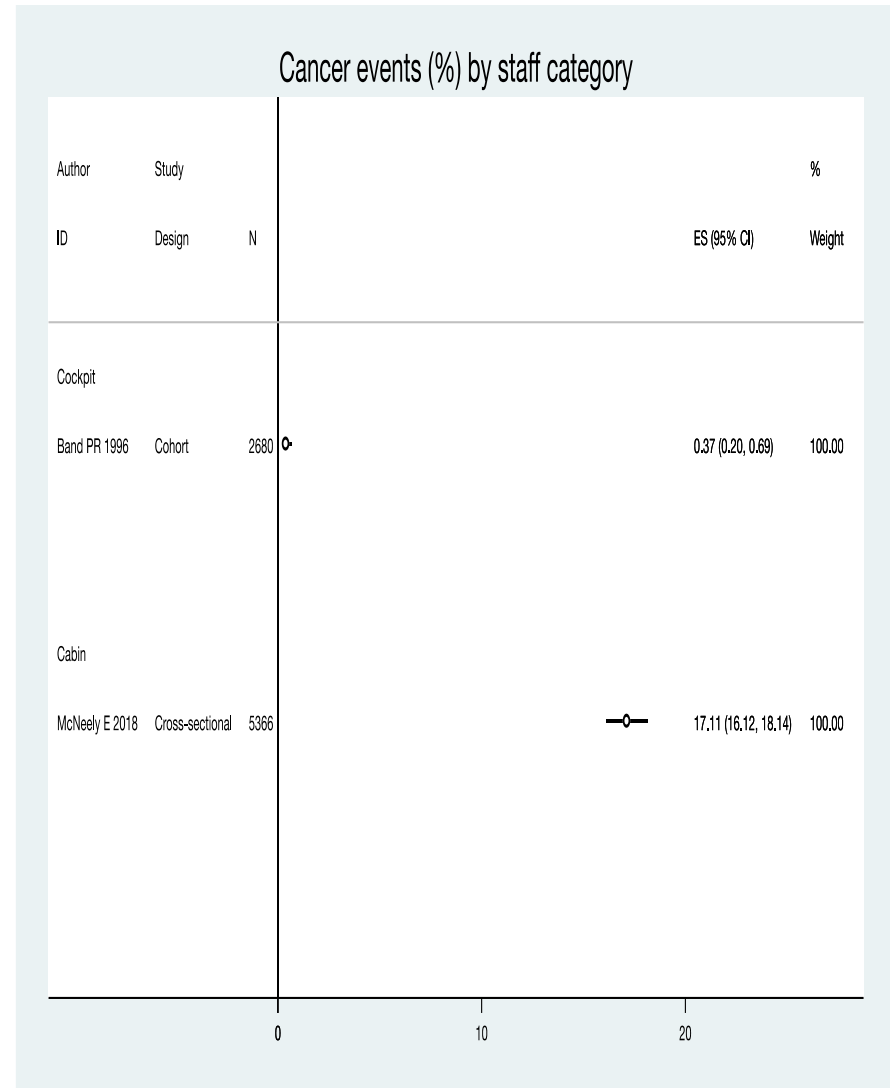 Cancer events (%) by staff category
Author Study %
ID Design N ES (95% CI) Weight
Cockpit
Band PR 1996 Cohort 2680 0.37 (0.20, 0.69) 100.00
Cabin
McNeely E 2018 Cross-sectional 5366 17.11 (16.12, 18.14) 100.00
0 10 20